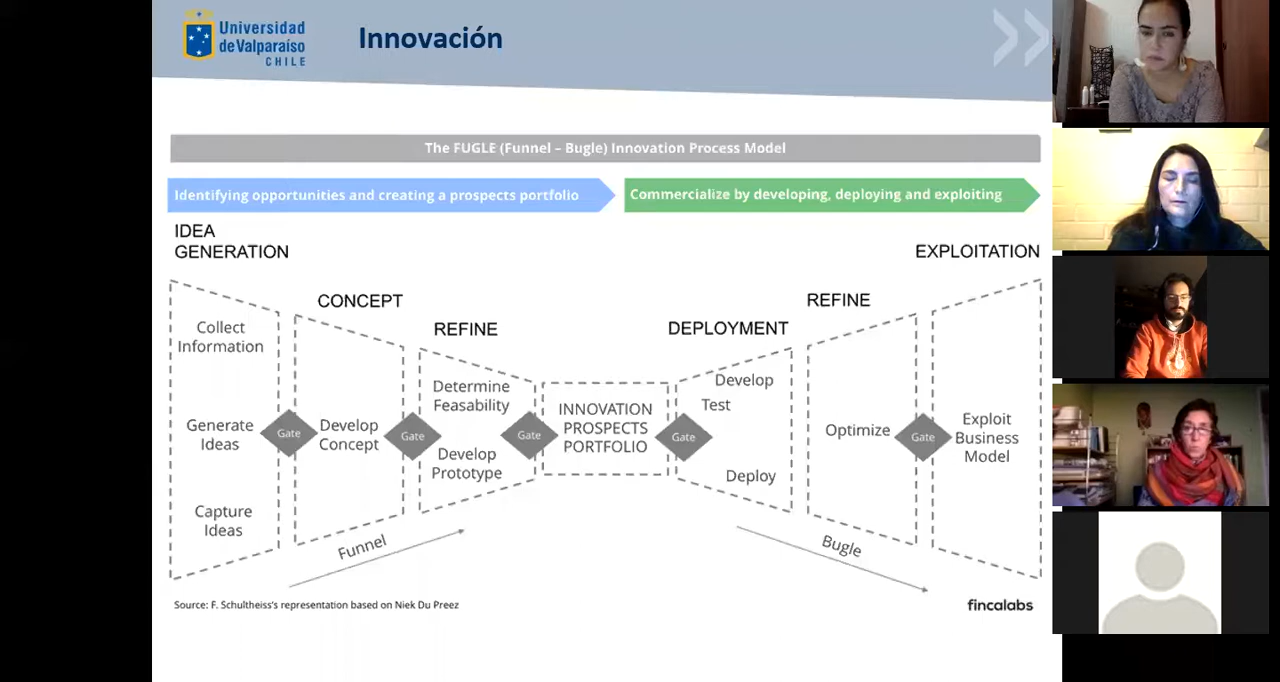 Universidad
de Valparaíso
CHILE
Innovación
The FUGLE (Funnel – Bugle) Innovation Process Model
Identifying opportunities and creating a prospects portfolio
Commercialize by developing, deploying and exploiting
IDEA
GENERATION
CONCEPT
REFINE
DEPLOYMENT
REFINE
EXPLOITATION
Collect
Information
Generate
Ideas
Capture
Ideas
Gate
Develop
Concept
Gate
Determine
Feasability
Develop
Prototype
Gate
INNOVATION
PROSPECTS
PORTFOLIO
Gate
Develop
Test
Deploy
Optimize
Gate
Exploit
Business
Model
Funnel
Bugle
Source: F. Schultheiss's representation based on Niek Du Preez
fincalabs